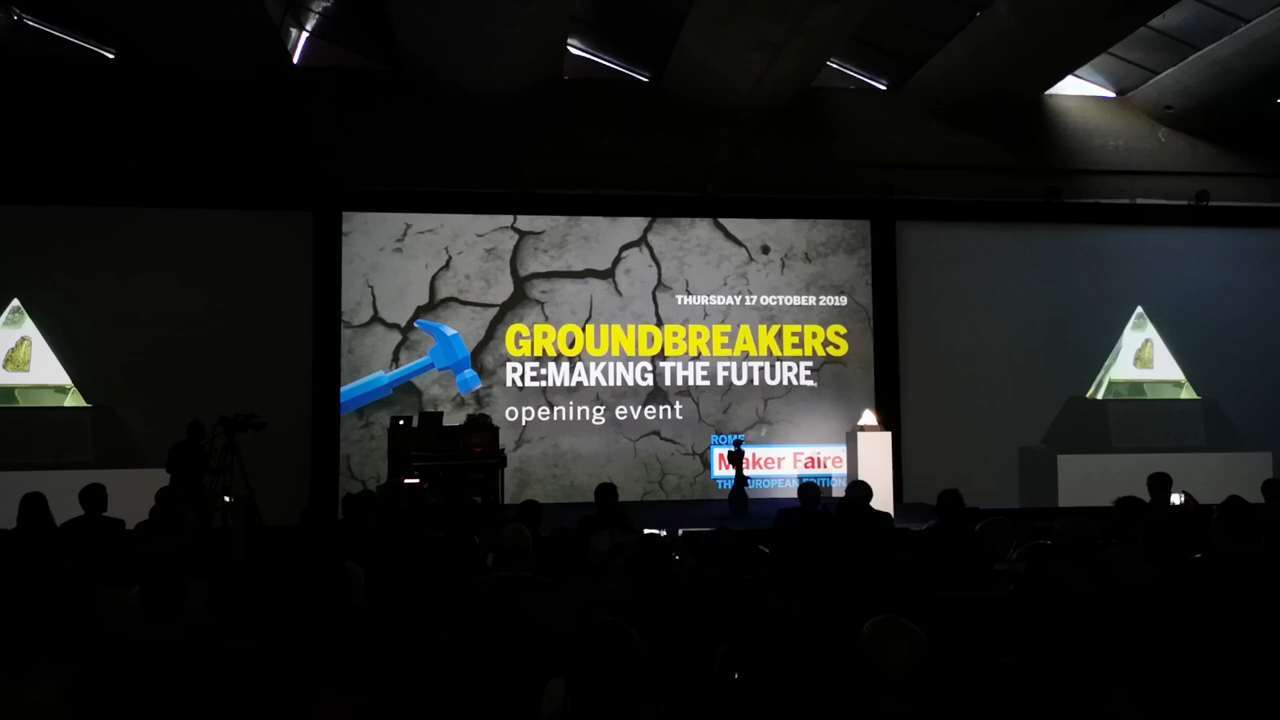 THURSDAY 17 OCTOBER 2019
GROUNDBREAKERS
RE:MAKING THE FUTURE
opening event
ROME
Maker Faire
THE EUROPEAN EDITION